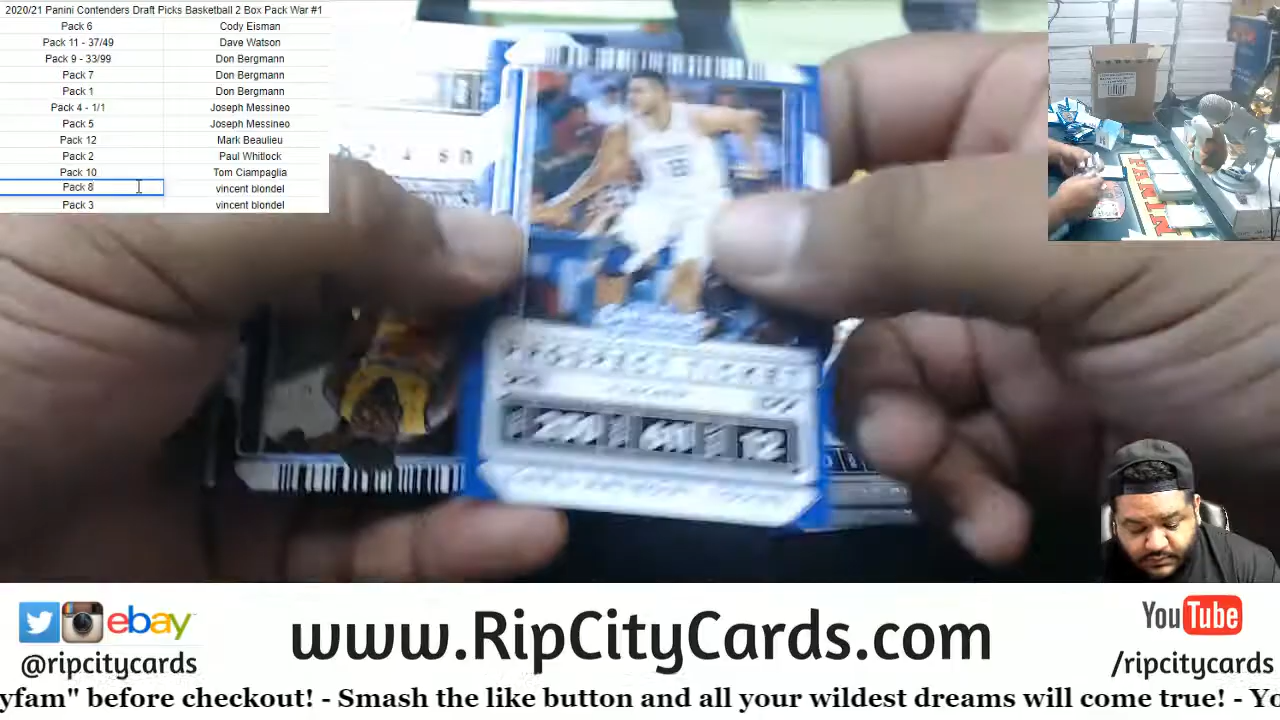 2020/21 Panini Contenders Draft Picks Basketball 2 Box Pack War #1
Pack 6 Cody Eisman
Pack 11 - 37/49 Dave Watson
Pack 9 - 33/99 Don Bergmann
Pack 7 Don Bergmann
Pack 1 Don Bergmann
Pack 4 - 1/1 Joseph Messineo
Pack 5 Joseph Messineo
Pack 12 Mark Beaulieu
Pack 2 Paul Whitlock
Pack 10 Tom Ciampaglia
Pack 8 vincent blondel
Pack 3 vincent blondel
TICKET
12
PANINI
ebay
@ripcitycards
www.RipCityCards.com
YouTube
/ripcitycards
yfam" before checkout! - Smash the like button and all your wildest dreams will come true! - Yo